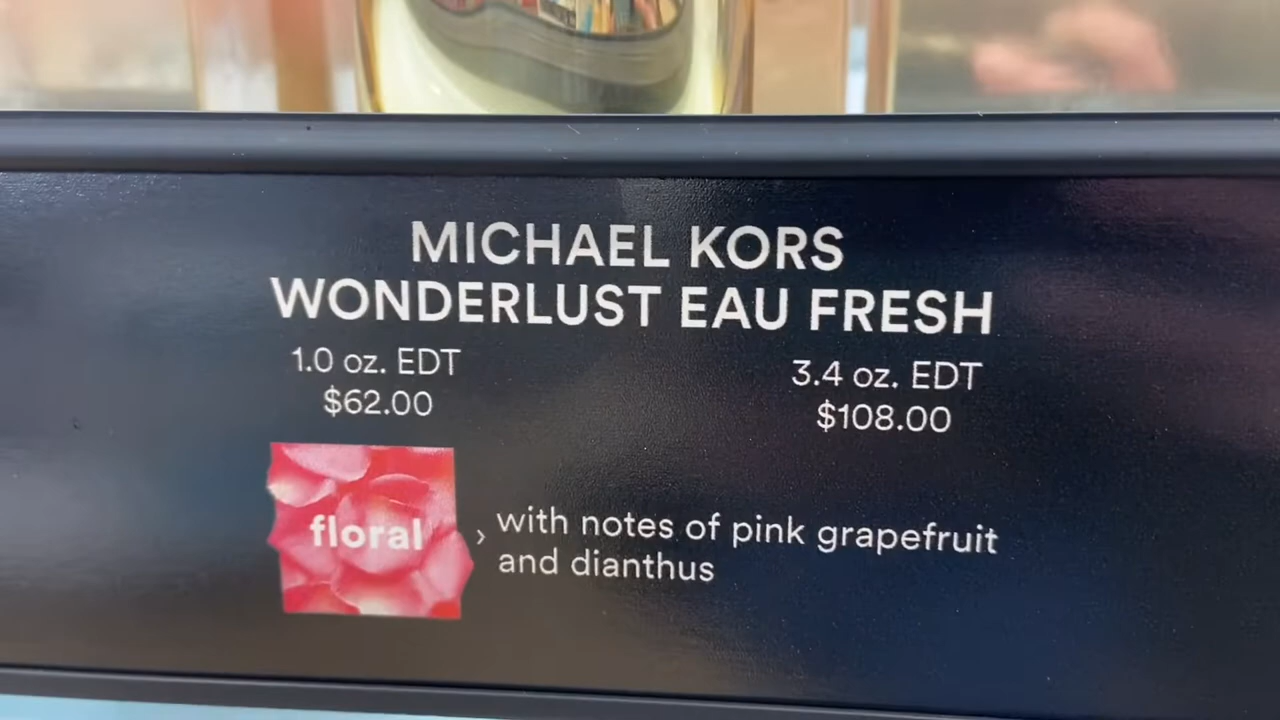 MICHAEL KORS
WONDERLUST EAU FRESH
1.0 oz. EDT
$62.00
3.4 oz. EDT
$108.00
floral
› with notes of pink grapefruit
and dianthus